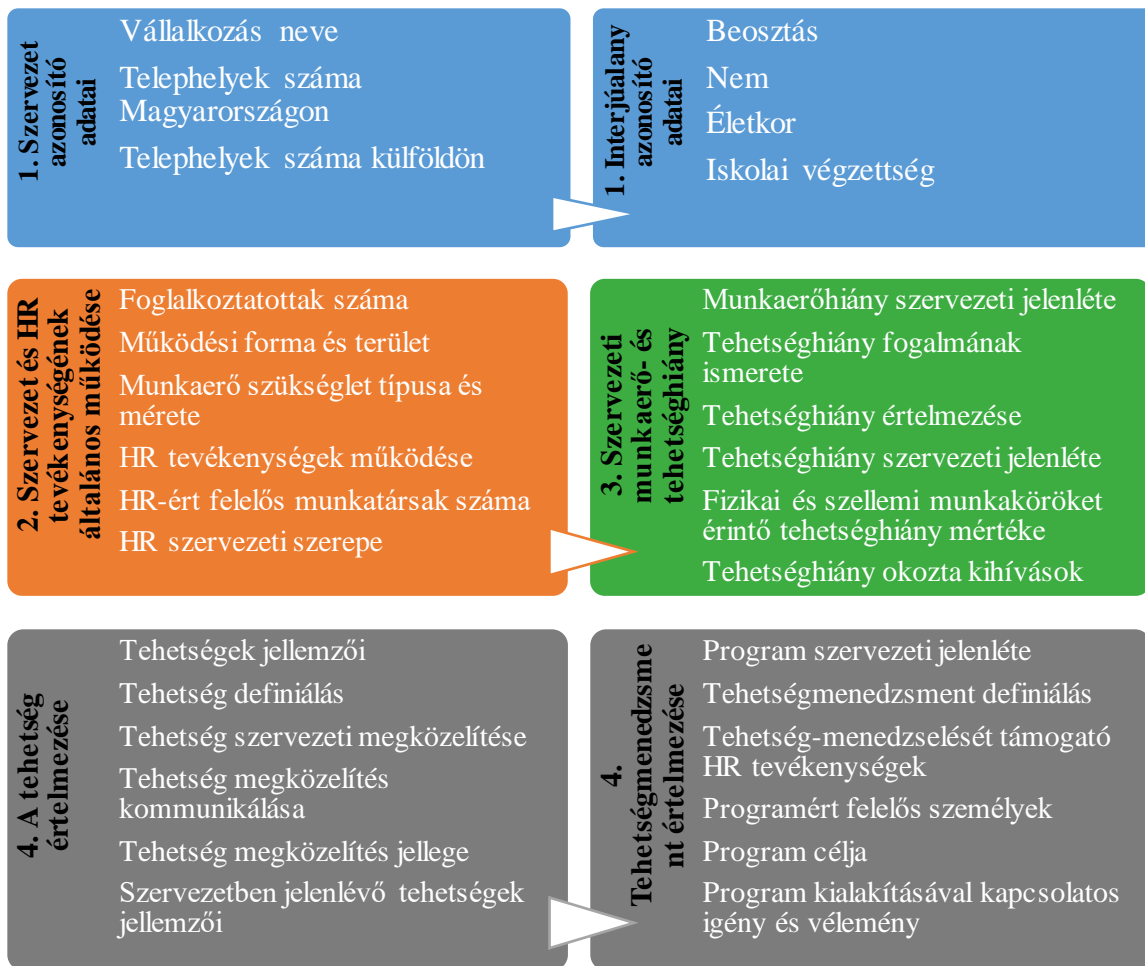 1. Szervezet
azonosító
adatai
Vállalkozás neve
Telephelyek száma
Magyarországon
Telephelyek száma külföldön
1. Interjúalany
azonosító
adatai
Beosztás
Nem
Életkor
Iskolai végzettség
2. Szervezet és HR
tevékenységének
általános működése
Foglalkoztatottak száma
Működési forma és terület
Munkaerő szükséglet típusa és
mérete
HR tevékenységek működése
HR-ért felelős munkatársak száma
HR szervezeti szerepe
3. Szervezeti
munkaerő- és
tehetséghiány
Munkaerőhiány szervezeti jelenléte
Tehetséghiány fogalmának
ismerete
Tehetséghiány értelmezése
Tehetséghiány szervezeti jelenléte
Fizikai és szellemi munkaköröket
érintő tehetséghiány mértéke
Tehetséghiány okozta kihívások
4. A tehetség
értelmezése
Tehetségek jellemzői
Tehetség definiálás
Tehetség szervezeti megközelítése
Tehetség megközelítés
kommunikálása
Tehetség megközelítés jellege
Szervezetben jelenlévő tehetségek
jellemzői
4.
Tehetségmenedzsme
nt értelmezése
Program szervezeti jelenléte
Tehetségmenedzsment definiálás
Tehetség-menedzselését támogató
HR tevékenységek
Programért felelős személyek
Program célja
Program kialakításával kapcsolatos
igény és vélemény